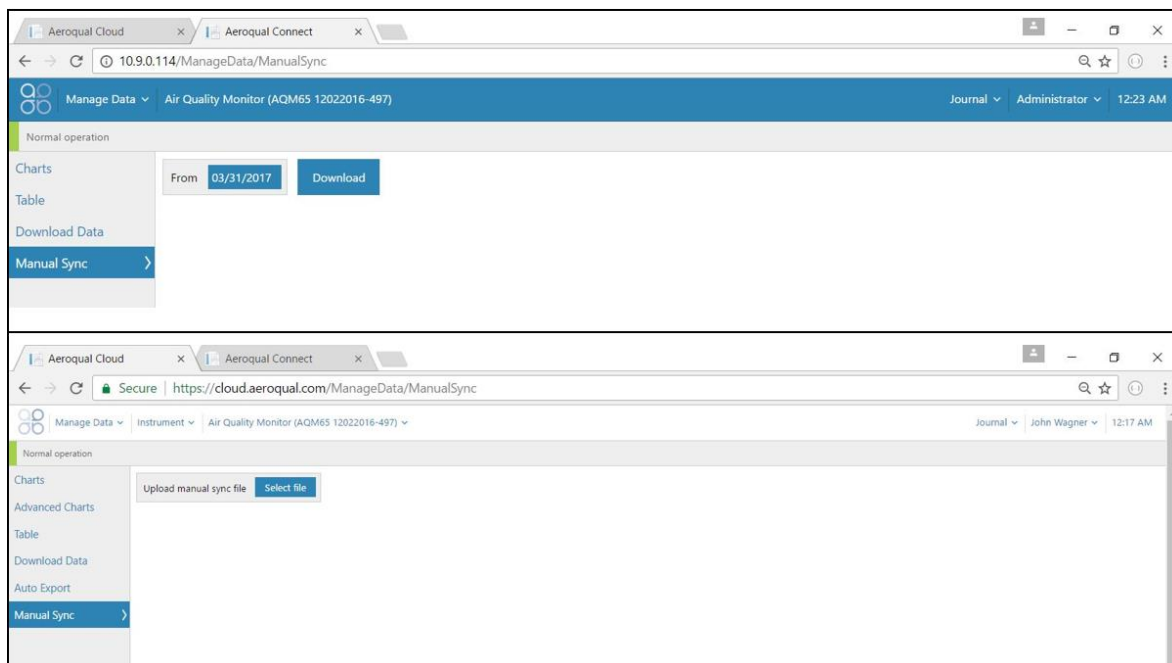 Aeroqual Cloud Aeroqual Connect
10.9.0.114/ManageData/ManualSync
Manage Data Air Quality Monitor (AQM65 12022016-497) Journal Administrator 12:23 AM
Normal operation
Charts
From 03/31/2017 Download
Table
Download Data
Manual Sync
Aeroqual Cloud Aeroqual Connect
Secure https://cloud.aeroqual.com/ManageData/ManualSync
Manage Data Instrument Air Quality Monitor (AQM65 12022016-497) Journal John Wagner 12:17 AM
Normal operation
Charts
Upload manual sync file Select file
Advanced Charts
Table
Download Data
Auto Export
Manual Sync